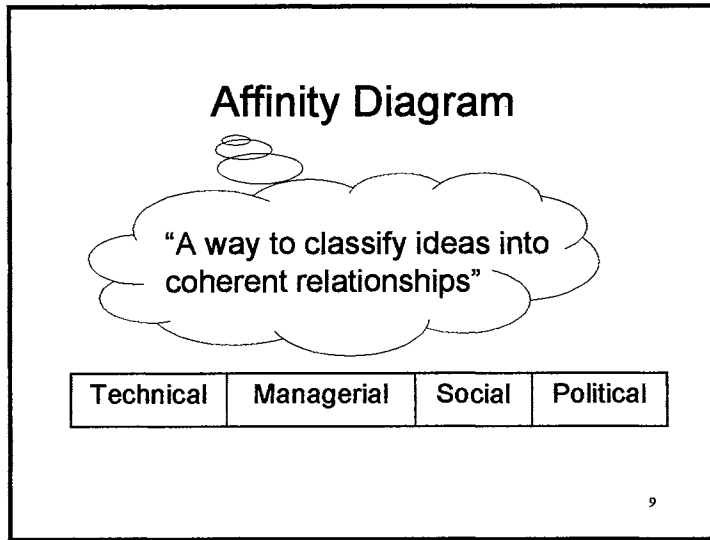 Affinity Diagram
“A way to classify ideas into
coherent relationships”
Technical Managerial Social Political
9